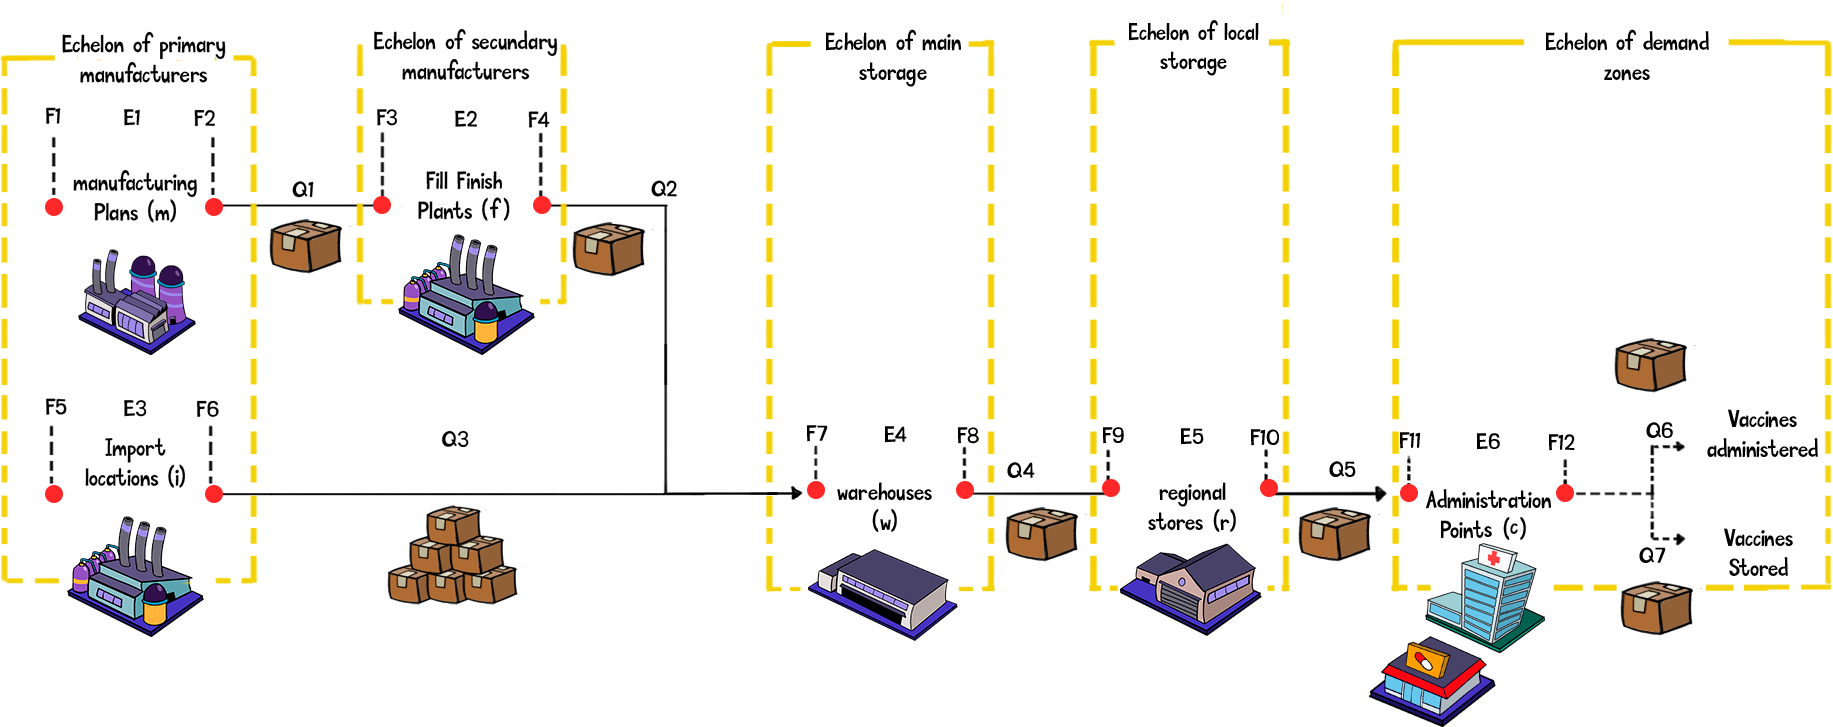 Echelon of primary
manufacturers
Echelon of secundary
manufacturers
Echelon of main
storage
Echelon of local
storage
Echelon of demand
zones
F1
E1
F2
F3
E2
F4
manufacturing
Plans (m)
Q1
Fill Finish
Plants (f)
Q2
F5
E3
F6
Import
locations (i)
Q3
F7
E4
F8
warehouses
(w)
Q4
F9
E5
F10
regional
stores (r)
Q5
F11
E6
F12
Administration
Points (c)
Q6
Vaccines
administered
Q7
Vaccines
Stored